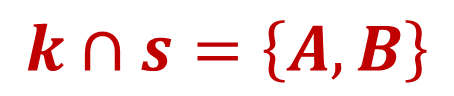 k ∩ s = {A, B}